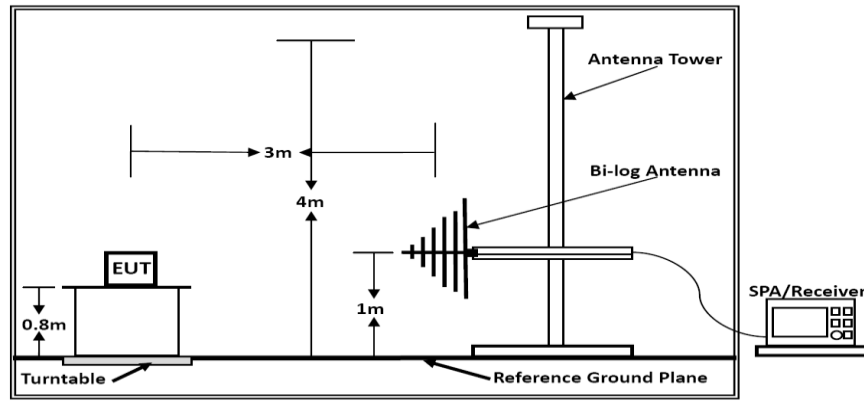 Antenna Tower
3m
Bi-log Antenna
4m
EUT
SPA/Receiver
0.8m
1m
Turntable
Reference Ground Plane